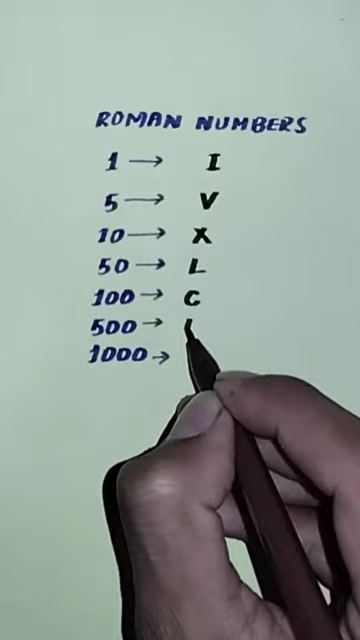 ROMAN NUMBERS
1 → I
5 → V
10 → X
50 → L
100 → C
500 →
1000 →